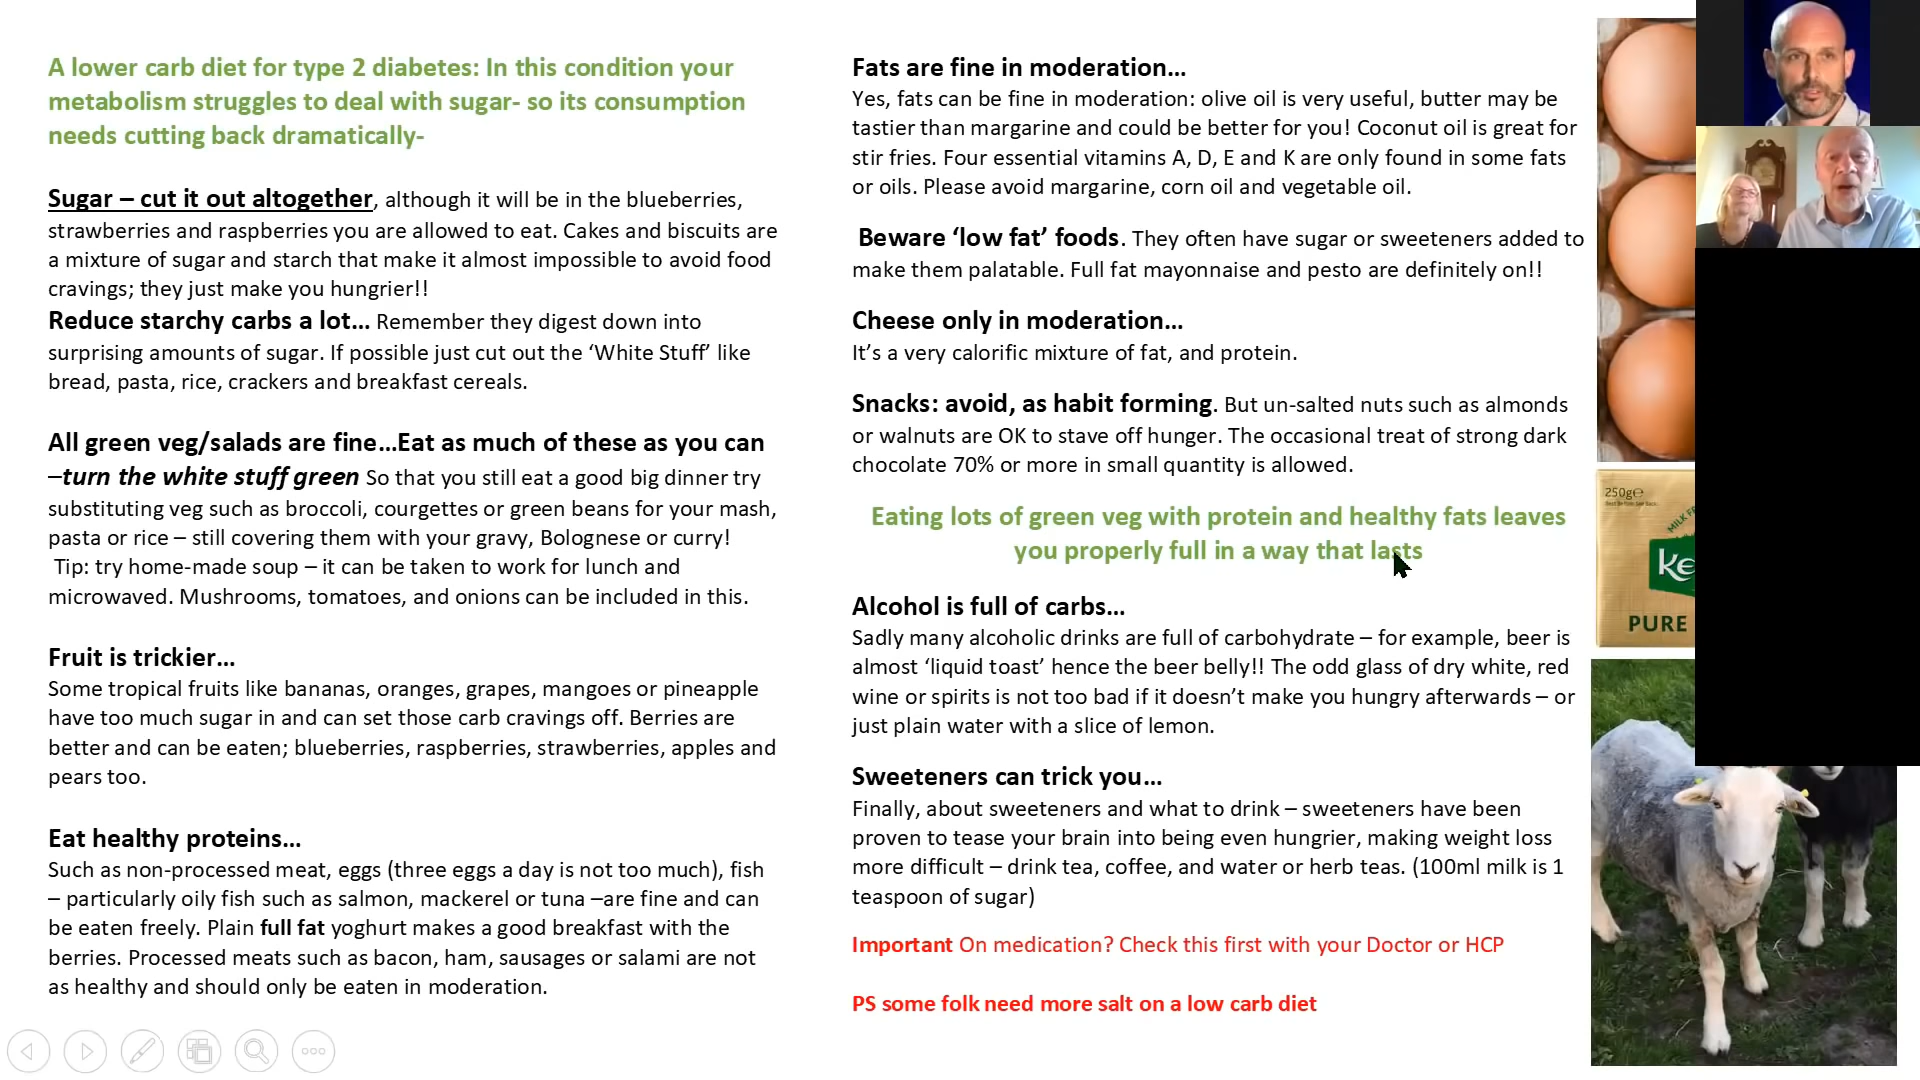 A lower carb diet for type 2 diabetes: In this condition your
metabolism struggles to deal with sugar- so its consumption
needs cutting back dramatically-
Sugar – cut it out altogether, although it will be in the blueberries,
strawberries and raspberries you are allowed to eat. Cakes and biscuits are
a mixture of sugar and starch that make it almost impossible to avoid food
cravings; they just make you hungrier!!
Reduce starchy carbs a lot... Remember they digest down into
surprising amounts of sugar. If possible just cut out the ‘White Stuff’ like
bread, pasta, rice, crackers and breakfast cereals.
All green veg/salads are fine...Eat as much of these as you can
–turn the white stuff green So that you still eat a good big dinner try
substituting veg such as broccoli, courgettes or green beans for your mash,
pasta or rice – still covering them with your gravy, Bolognese or curry!
Tip: try home-made soup – it can be taken to work for lunch and
microwaved. Mushrooms, tomatoes, and onions can be included in this.
Fruit is trickier...
Some tropical fruits like bananas, oranges, grapes, mangoes or pineapple
have too much sugar in and can set those carb cravings off. Berries are
better and can be eaten; blueberries, raspberries, strawberries, apples and
pears too.
Eat healthy proteins...
Such as non-processed meat, eggs (three eggs a day is not too much), fish
– particularly oily fish such as salmon, mackerel or tuna –are fine and can
be eaten freely. Plain full fat yoghurt makes a good breakfast with the
berries. Processed meats such as bacon, ham, sausages or salami are not
as healthy and should only be eaten in moderation.
Fats are fine in moderation...
Yes, fats can be fine in moderation: olive oil is very useful, butter may be
tastier than margarine and could be better for you! Coconut oil is great for
stir fries. Four essential vitamins A, D, E and K are only found in some fats
or oils. Please avoid margarine, corn oil and vegetable oil.
Beware ‘low fat’ foods. They often have sugar or sweeteners added to
make them palatable. Full fat mayonnaise and pesto are definitely on!!
Cheese only in moderation...
It’s a very calorific mixture of fat, and protein.
Snacks: avoid, as habit forming. But un-salted nuts such as almonds
or walnuts are OK to stave off hunger. The occasional treat of strong dark
chocolate 70% or more in small quantity is allowed.
Eating lots of green veg with protein and healthy fats leaves
you properly full in a way that lasts
Alcohol is full of carbs...
Sadly many alcoholic drinks are full of carbohydrate – for example, beer is
almost ‘liquid toast’ hence the beer belly!! The odd glass of dry white, red
wine or spirits is not too bad if it doesn’t make you hungry afterwards – or
just plain water with a slice of lemon.
Sweeteners can trick you...
Finally, about sweeteners and what to drink – sweeteners have been
proven to tease your brain into being even hungrier, making weight loss
more difficult – drink tea, coffee, and water or herb teas. (100ml milk is 1
teaspoon of sugar)
Important On medication? Check this first with your Doctor or HCP
PS some folk need more salt on a low carb diet
250g℮
MILK
Ke
PURE